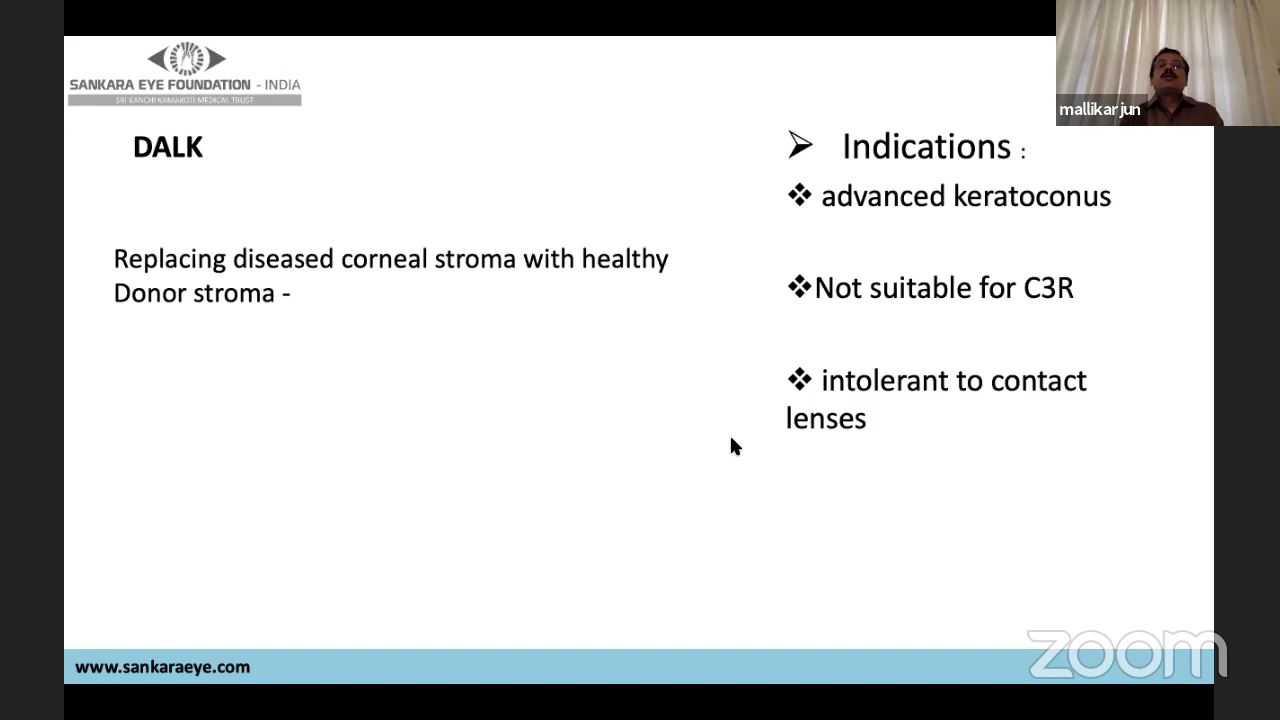 SANKARA EYE FOUNDATION - INDIA
SRI KANCHI KAMAKOTI MEDICAL TRUST
mallikarjun
DALK
Replacing diseased corneal stroma with healthy
Donor stroma -
➢ Indications :
❖ advanced keratoconus
❖Not suitable for C3R
❖ intolerant to contact
lenses
www.sankaraeye.com
zoom